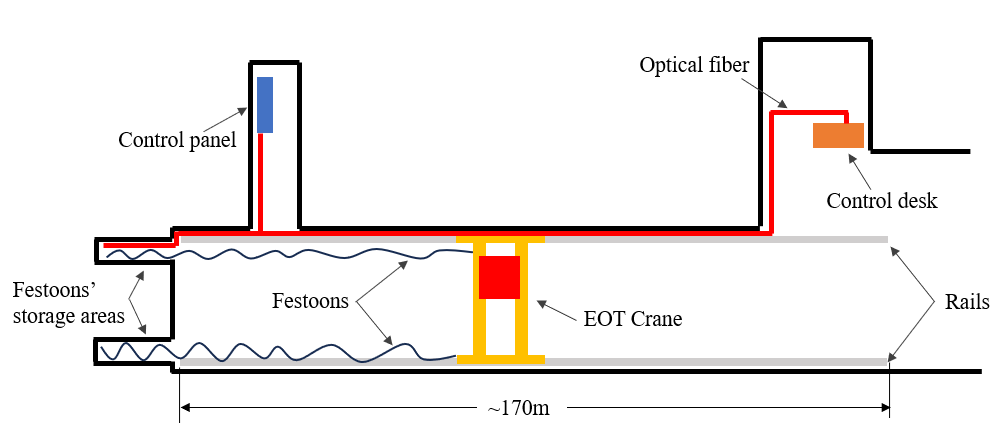 Optical fiber
Control panel
Control desk
Festoons’
storage areas
Festoons
EOT Crane
Rails
~170m